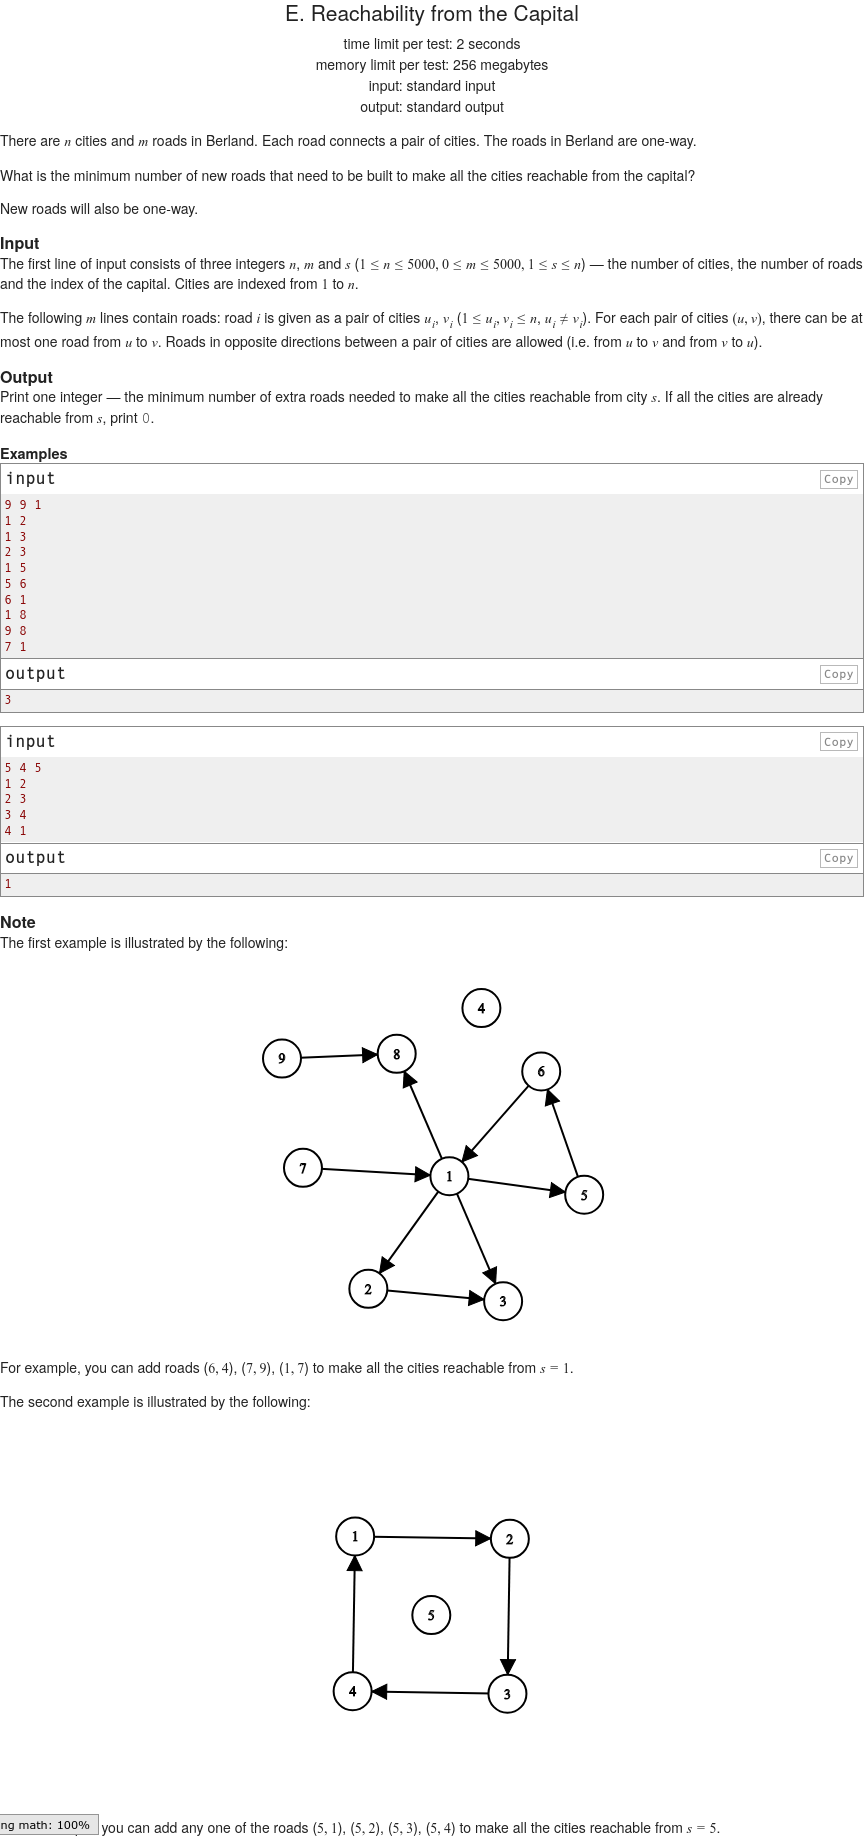 E. Reachability from the Capital
time limit per test: 2 seconds
memory limit per test: 256 megabytes
input: standard input
output: standard output
There are n cities and m roads in Berland. Each road connects a pair of cities. The roads in Berland are one-way.
What is the minimum number of new roads that need to be built to make all the cities reachable from the capital?
New roads will also be one-way.
Input
The first line of input consists of three integers n, m and s (1 ≤ n ≤ 5000, 0 ≤ m ≤ 5000, 1 ≤ s ≤ n) — the number of cities, the number of roads
and the index of the capital. Cities are indexed from 1 to n.
The following m lines contain roads: road i is given as a pair of cities u_i, v_i (1 ≤ u_i, v_i ≤ n, u_i ≠ v_i). For each pair of cities (u, v), there can be at
most one road from u to v. Roads in opposite directions between a pair of cities are allowed (i.e. from u to v and from v to u).
Output
Print one integer — the minimum number of extra roads needed to make all the cities reachable from city s. If all the cities are already
reachable from s, print 0.
Examples
input Copy
9 9 1
1 2
1 3
2 3
1 5
5 6
6 1
1 8
9 8
7 1
output Copy
3
input Copy
5 4 5
1 2
2 3
3 4
4 1
output Copy
1
Note
The first example is illustrated by the following:
4
9 8 6
7 1 5
2 3
For example, you can add roads (6, 4), (7, 9), (1, 7) to make all the cities reachable from s = 1.
The second example is illustrated by the following:
1 2
5
4 3
ng math: 100% you can add any one of the roads (5, 1), (5, 2), (5, 3), (5, 4) to make all the cities reachable from s = 5.